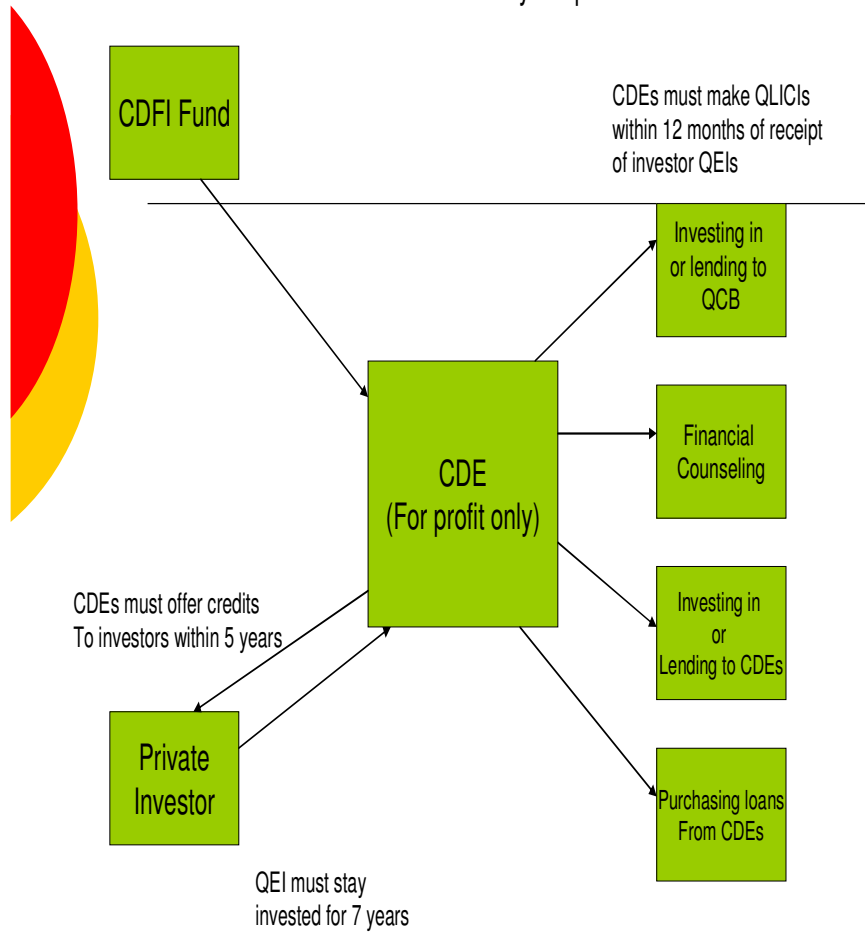 CDFI Fund
CDEs must make QLICIs
within 12 months of receipt
of investor QEIs
Investing in
or lending to
QCB
CDE
(For profit only)
Financial
Counseling
Investing in
or
Lending to CDEs
CDEs must offer credits
To investors within 5 years
Private
Investor
Purchasing loans
From CDEs
QEI must stay
invested for 7 years